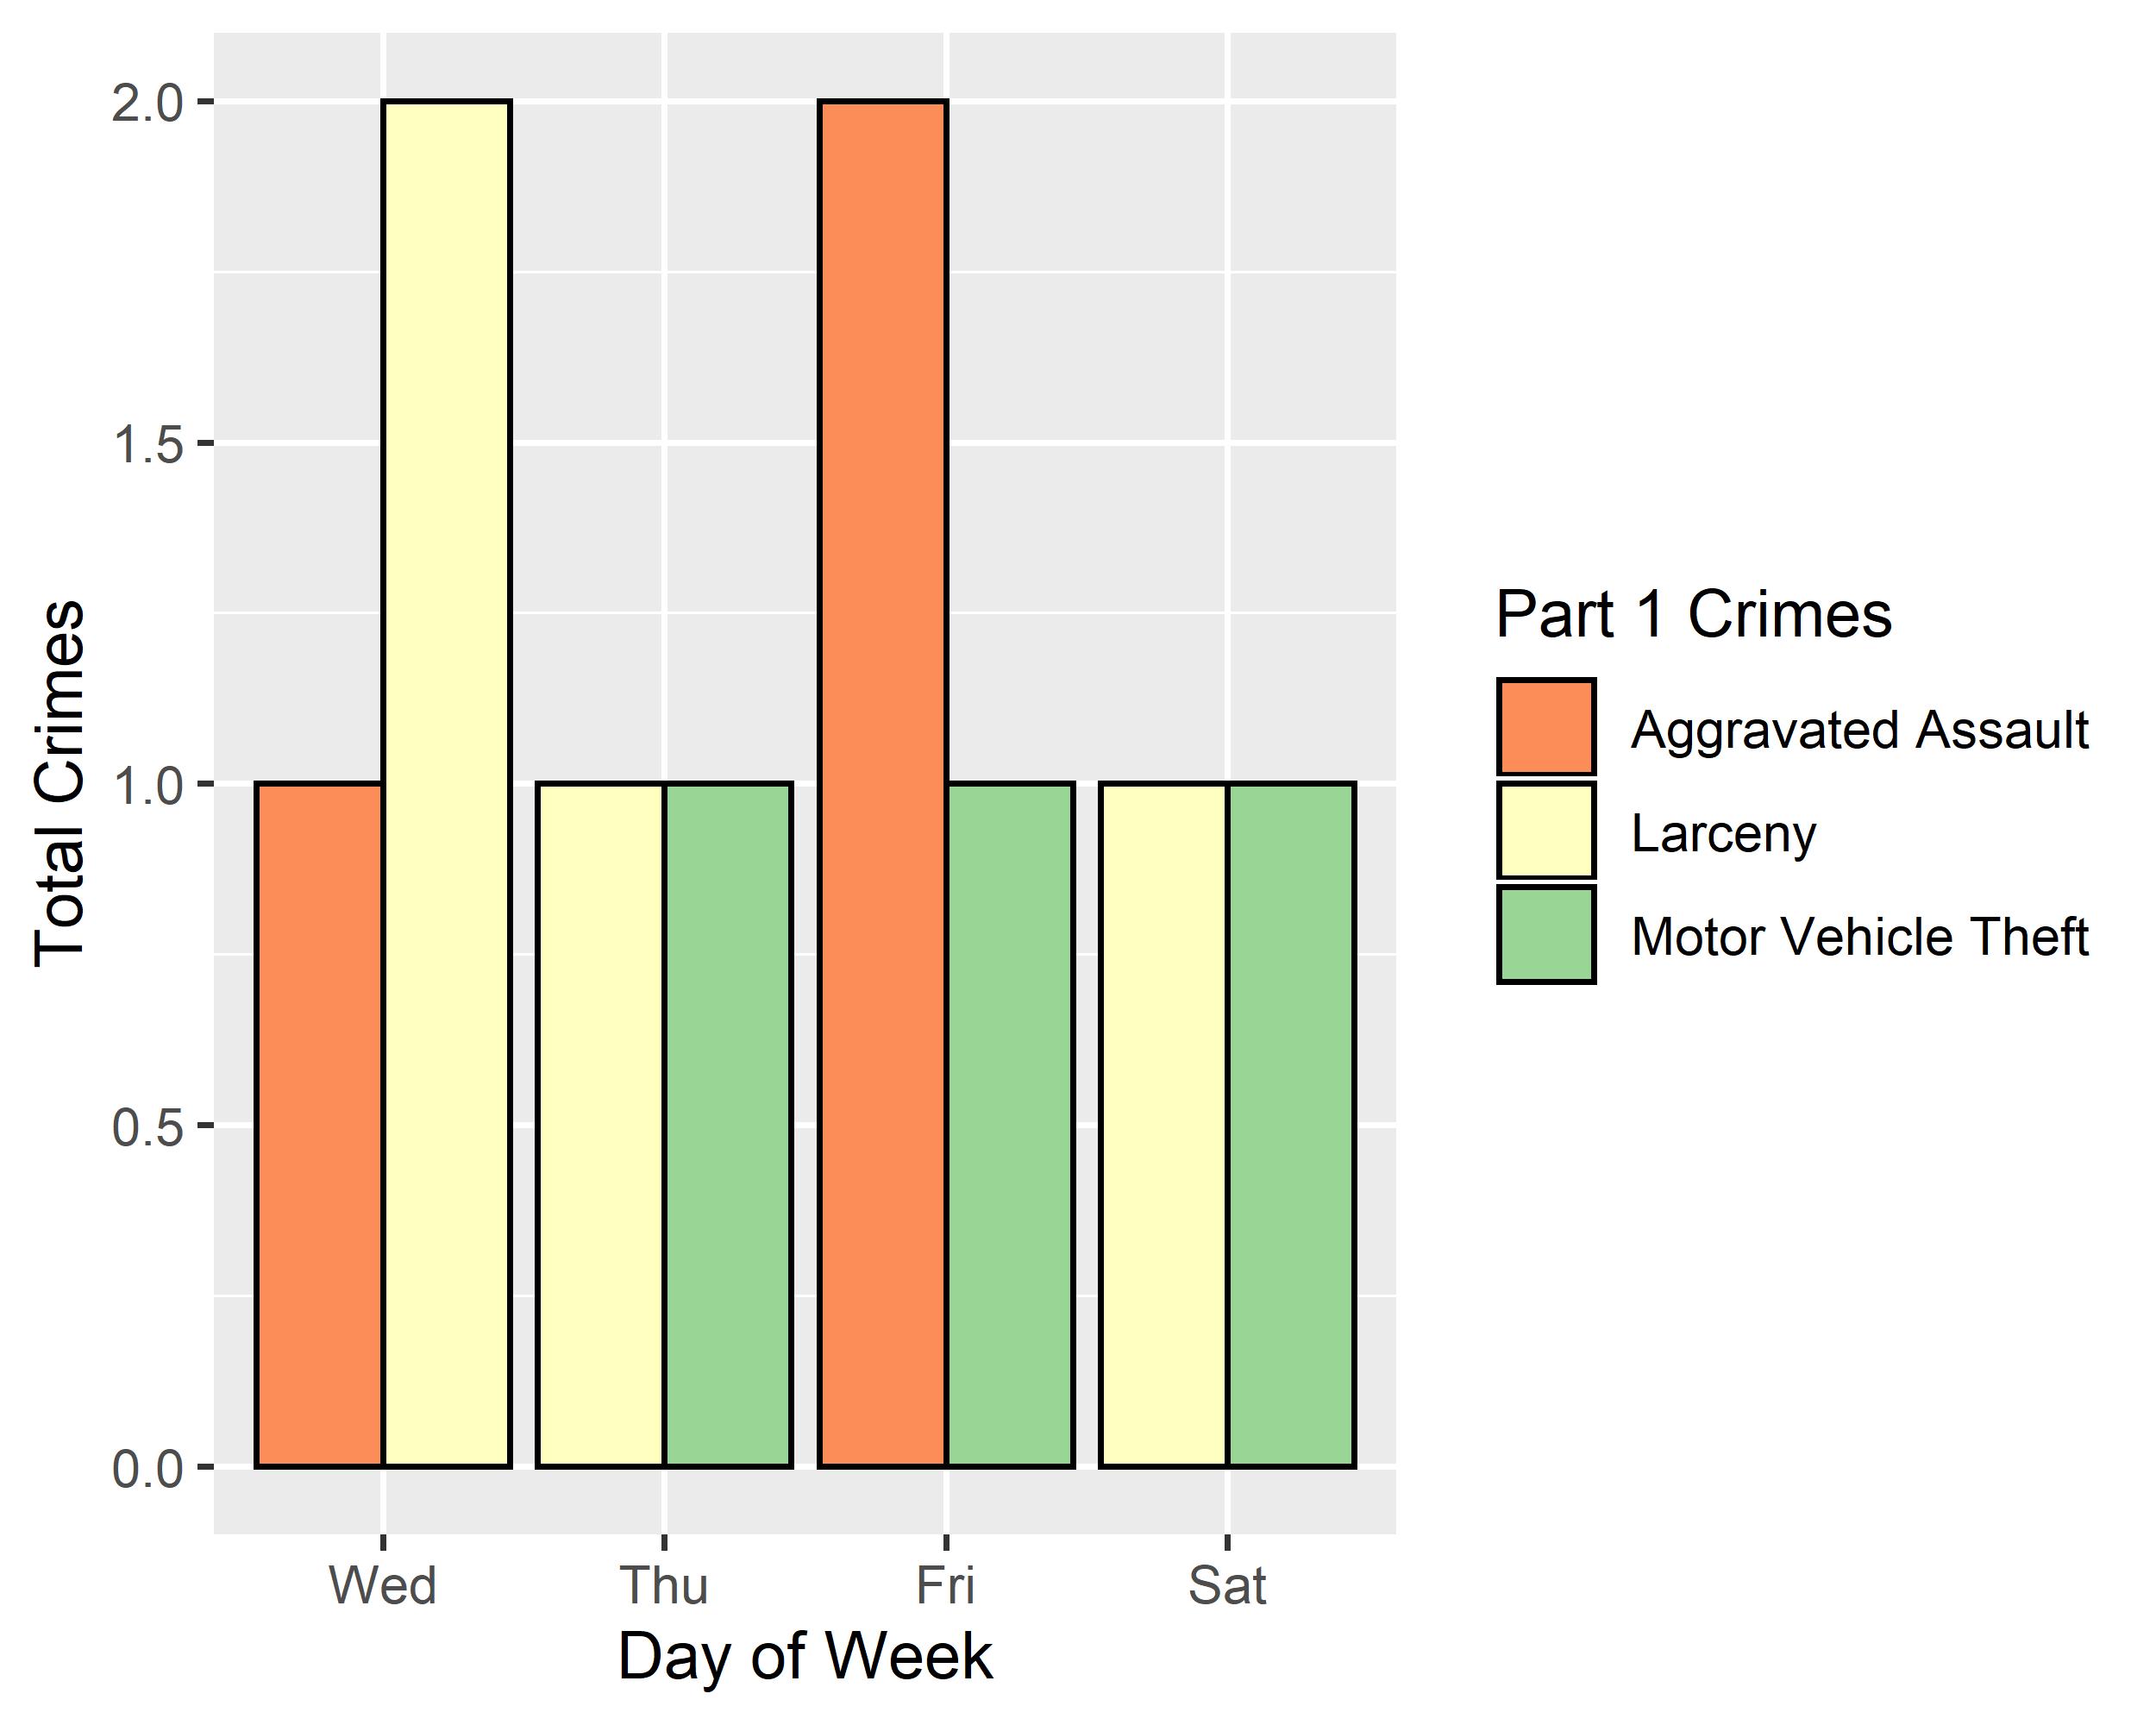 2.0
1.5
1.0
0.5
0.0
Total Crimes
Wed Thu Fri Sat
Day of Week
Part 1 Crimes
Aggravated Assault
Larceny
Motor Vehicle Theft